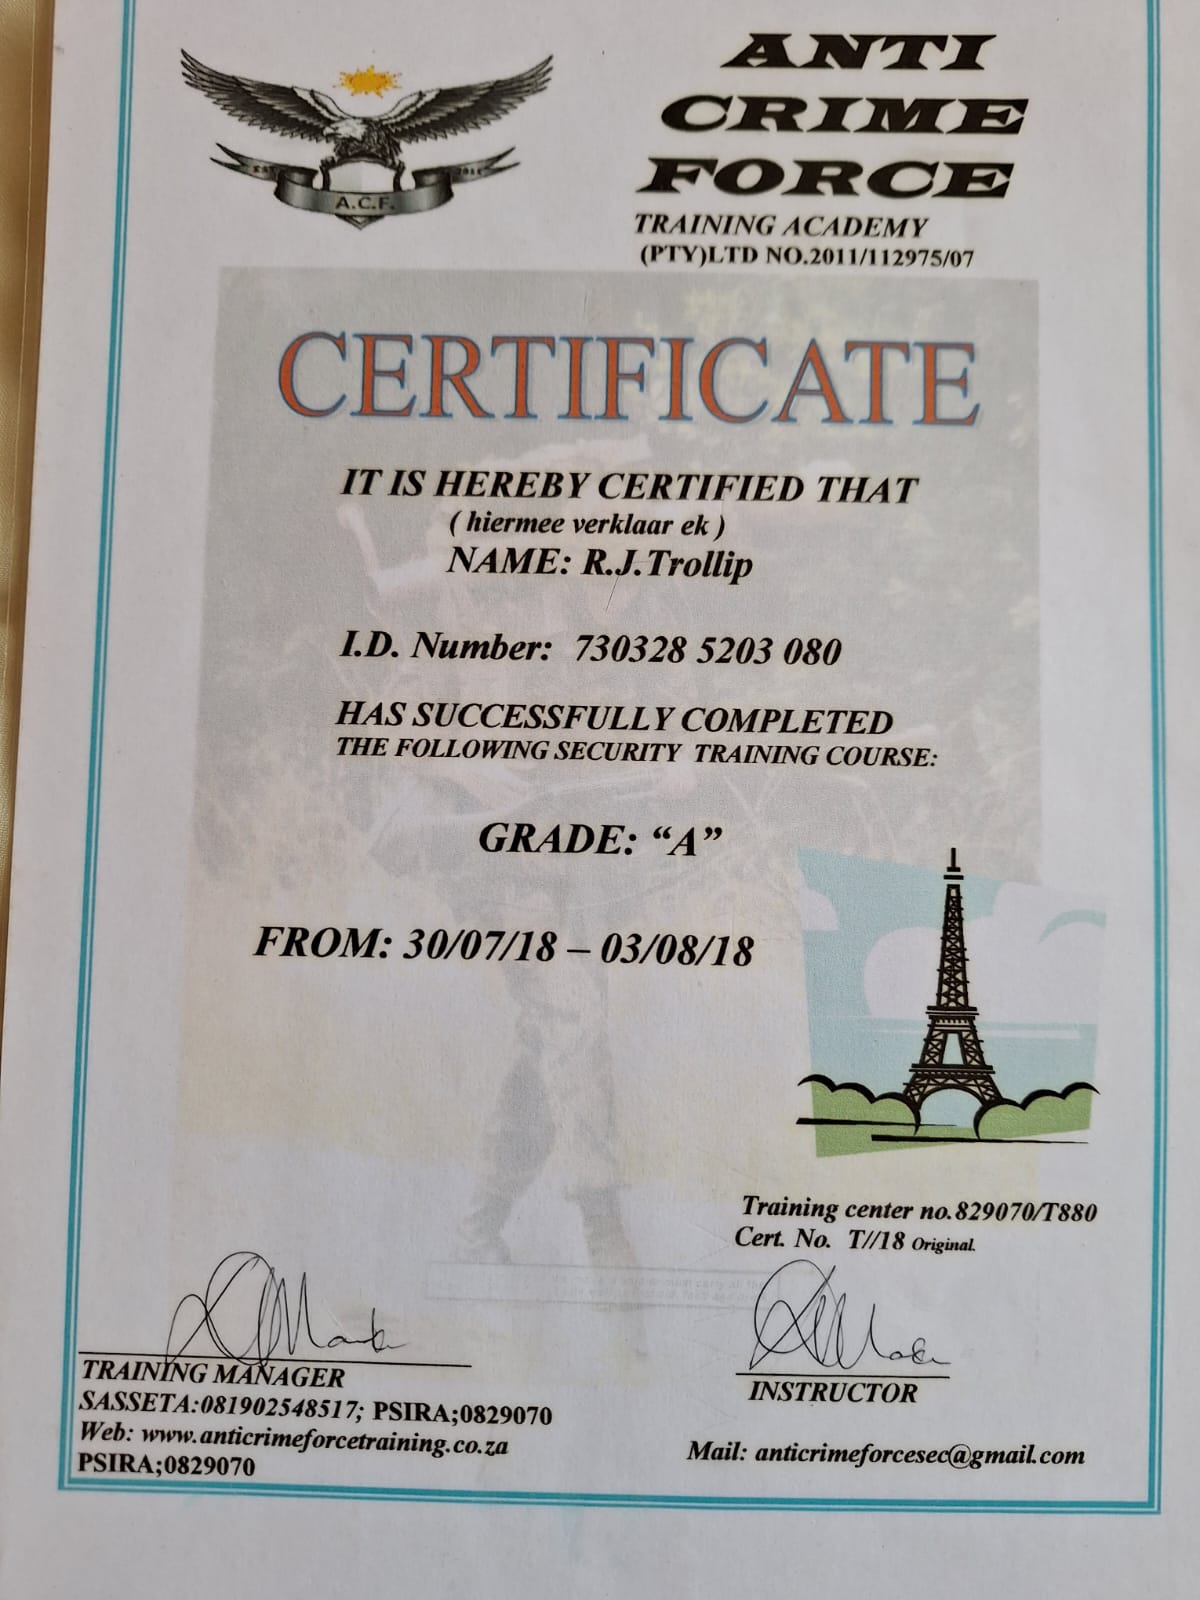 ANTI
CRIME
FORCE
TRAINING ACADEMY
(PTY)LTD NO.2011/112975/07
A.C.F.
CERTIFICATE
IT IS HEREBY CERTIFIED THAT
( hiermee verklaar ek )
NAME: R.J.Trollip
I.D. Number: 730328 5203 080
HAS SUCCESSFULLY COMPLETED
THE FOLLOWING SECURITY TRAINING COURSE:
GRADE: “A”
FROM: 30/07/18 – 03/08/18
Training center no.829070/T880
Cert. No. T//18 Original.
TRAINING MANAGER
SASSETA:081902548517; PSIRA;0829070
Web: www.anticrimeforcetraining.co.za
PSIRA;0829070
INSTRUCTOR
Mail: anticrimeforcesec@gmail.com